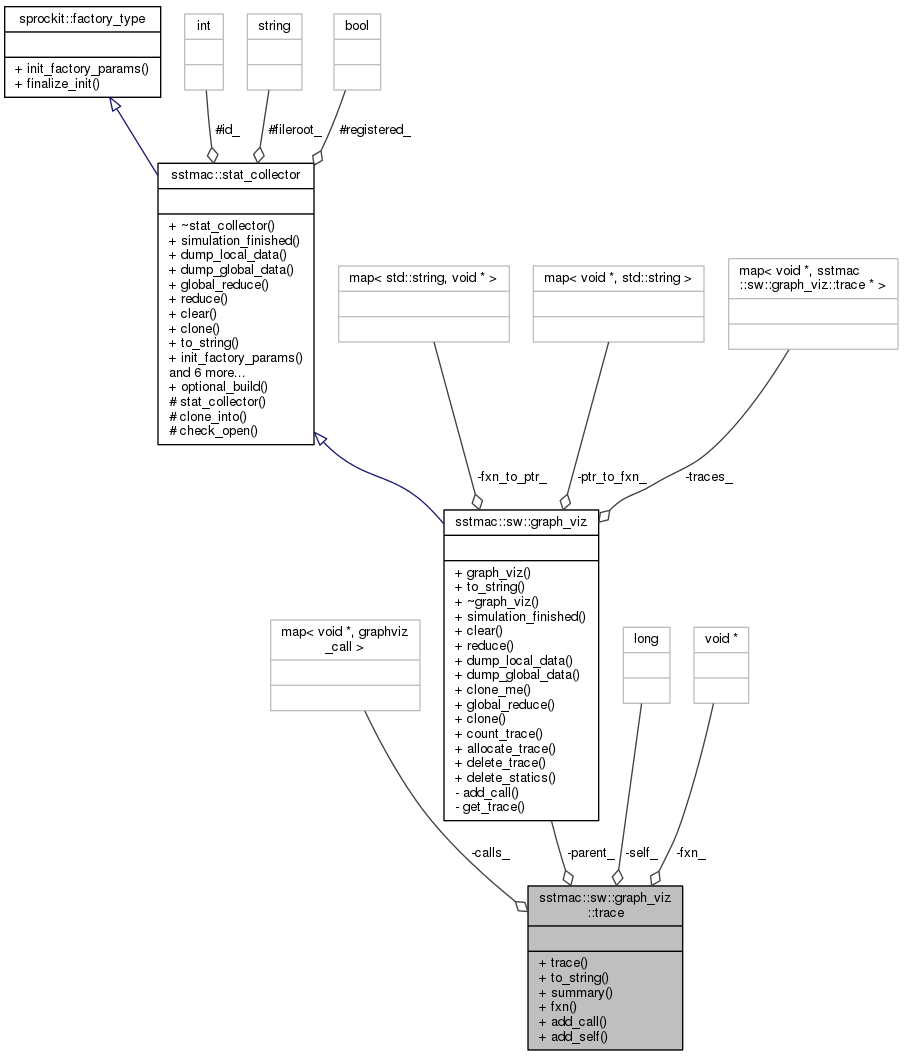 sprockit::factory_type
+ init_factory_params()
+ finalize_init()
int
string
bool
#id_
#fileroot_
#registered_
sstmac::stat_collector
+ ~stat_collector()
+ simulation_finished()
+ dump_local_data()
+ dump_global_data()
+ global_reduce()
+ reduce()
+ clear()
+ clone()
+ to_string()
+ init_factory_params()
and 6 more...
+ optional_build()
# stat_collector()
# clone_into()
# check_open()
map< std::string, void * >
map< void *, std::string >
map< void *, sstmac
::sw::graph_viz::trace * >
-fxn_to_ptr_
-ptr_to_fxn_
-traces_
sstmac::sw::graph_viz
+ graph_viz()
+ to_string()
+ ~graph_viz()
+ simulation_finished()
+ clear()
+ reduce()
+ dump_local_data()
+ dump_global_data()
+ clone_me()
+ global_reduce()
+ clone()
+ count_trace()
+ allocate_trace()
+ delete_trace()
+ delete_statics()
- add_call()
- get_trace()
map< void *, graphviz
_call >
long
void *
-calls_
-parent_
-self_
-fxn_
sstmac::sw::graph_viz
::trace
+ trace()
+ to_string()
+ summary()
+ fxn()
+ add_call()
+ add_self()